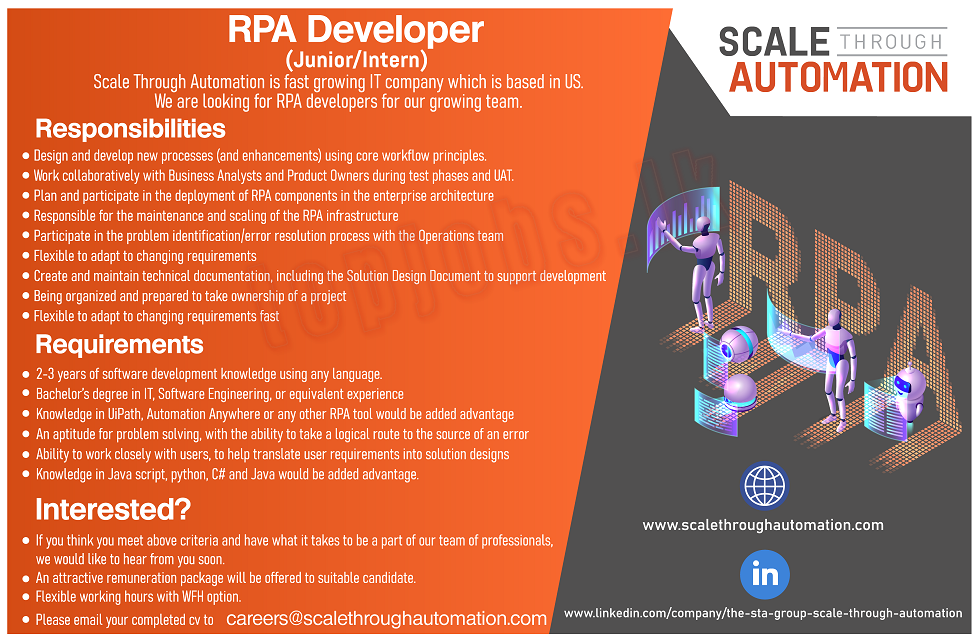 RPA Developer
(Junior/Intern)
Scale Through Automation is fast growing IT company which is based in US.
We are looking for RPA developers for our growing team.
Responsibilities
• Design and develop new processes (and enhancements) using core workflow principles.
• Work collaboratively with Business Analysts and Product Owners during test phases and UAT.
• Plan and participate in the deployment of RPA components in the enterprise architecture
• Responsible for the maintenance and scaling of the RPA infrastructure
• Participate in the problem identification/error resolution process with the Operations team
• Flexible to adapt to changing requirements
• Create and maintain technical documentation, including the Solution Design Document to support development
• Being organized and prepared to take ownership of a project
• Flexible to adapt to changing requirements fast
Requirements
• 2-3 years of software development knowledge using any language.
• Bachelor's degree in IT, Software Engineering, or equivalent experience
• Knowledge in UiPath, Automation Anywhere or any other RPA tool would be added advantage
• An aptitude for problem solving, with the ability to take a logical route to the source of an error
• Ability to work closely with users, to help translate user requirements into solution designs
• Knowledge in Java script, python, C# and Java would be added advantage.
Interested?
• If you think you meet above criteria and have what it takes to be a part of our team of professionals,
we would like to hear from you soon.
• An attractive remuneration package will be offered to suitable candidate.
• Flexible working hours with WFH option.
• Please email your completed cv to careers@scalethroughautomation.com
SCALE THROUGH
AUTOMATION
RPA
in
www.scalethroughautomation.com
www.linkedin.com/company/the-sta-group-scale-through-automation
topjobs.lk